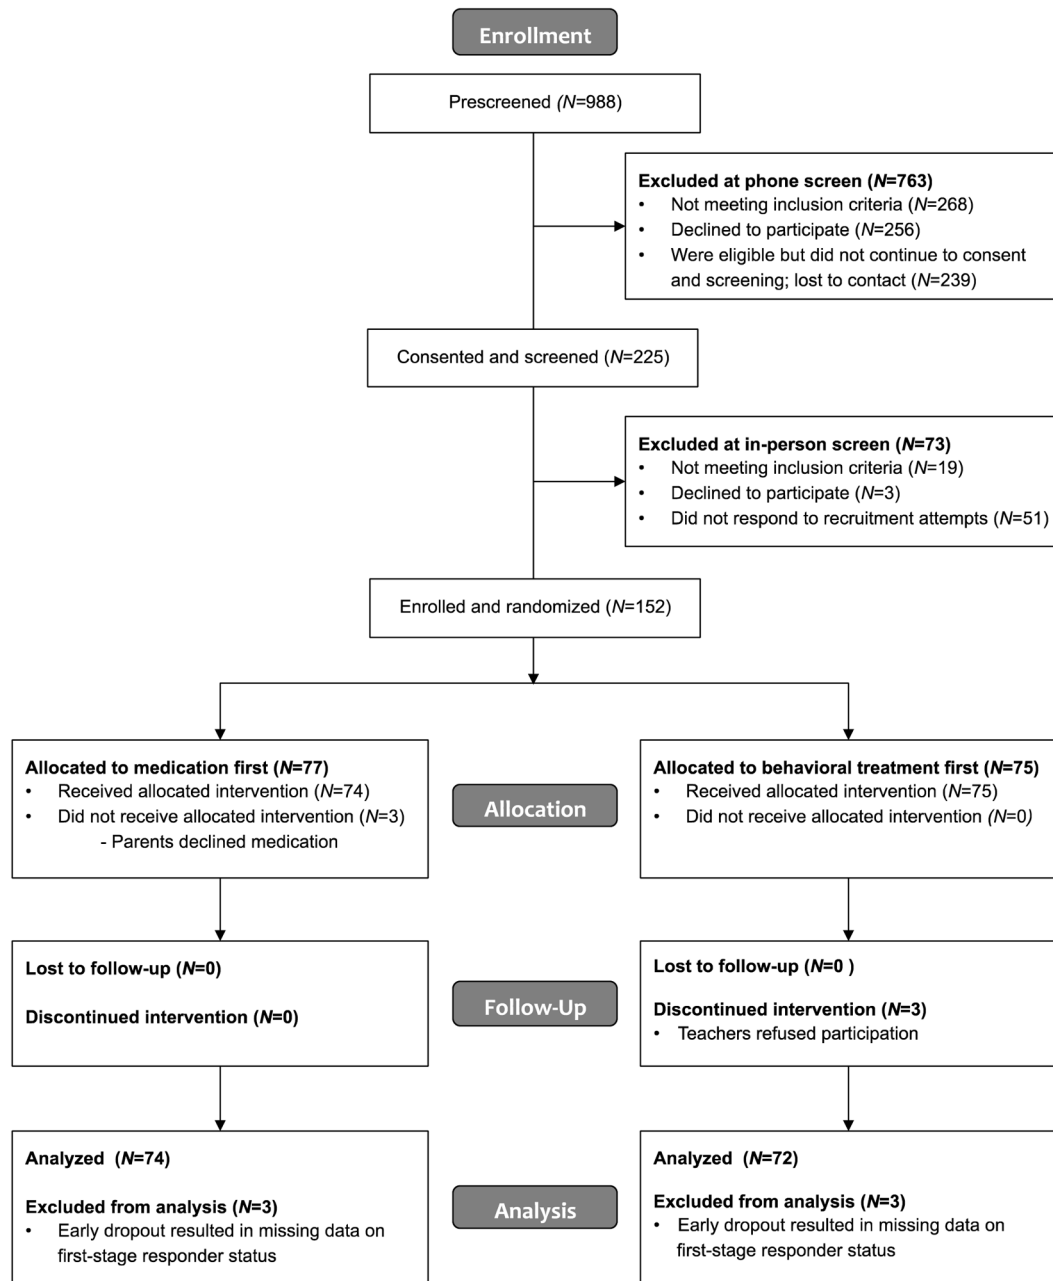 Enrollment
Prescreened (N=988)
Excluded at phone screen (N=763)
• Not meeting inclusion criteria (N=268)
• Declined to participate (N=256)
• Were eligible but did not continue to consent
and screening; lost to contact (N=239)
Consented and screened (N=225)
Excluded at in-person screen (N=73)
• Not meeting inclusion criteria (N=19)
• Declined to participate (N=3)
• Did not respond to recruitment attempts (N=51)
Enrolled and randomized (N=152)
Allocated to medication first (N=77)
• Received allocated intervention (N=74)
• Did not receive allocated intervention (N=3)
- Parents declined medication
Allocation
Allocated to behavioral treatment first (N=75)
• Received allocated intervention (N=75)
• Did not receive allocated intervention (N=0)
Lost to follow-up (N=0)
Discontinued intervention (N=0)
Follow-Up
Lost to follow-up (N=0 )
Discontinued intervention (N=3)
• Teachers refused participation
Analyzed (N=74)
Excluded from analysis (N=3)
• Early dropout resulted in missing data on
first-stage responder status
Analysis
Analyzed (N=72)
Excluded from analysis (N=3)
• Early dropout resulted in missing data on
first-stage responder status